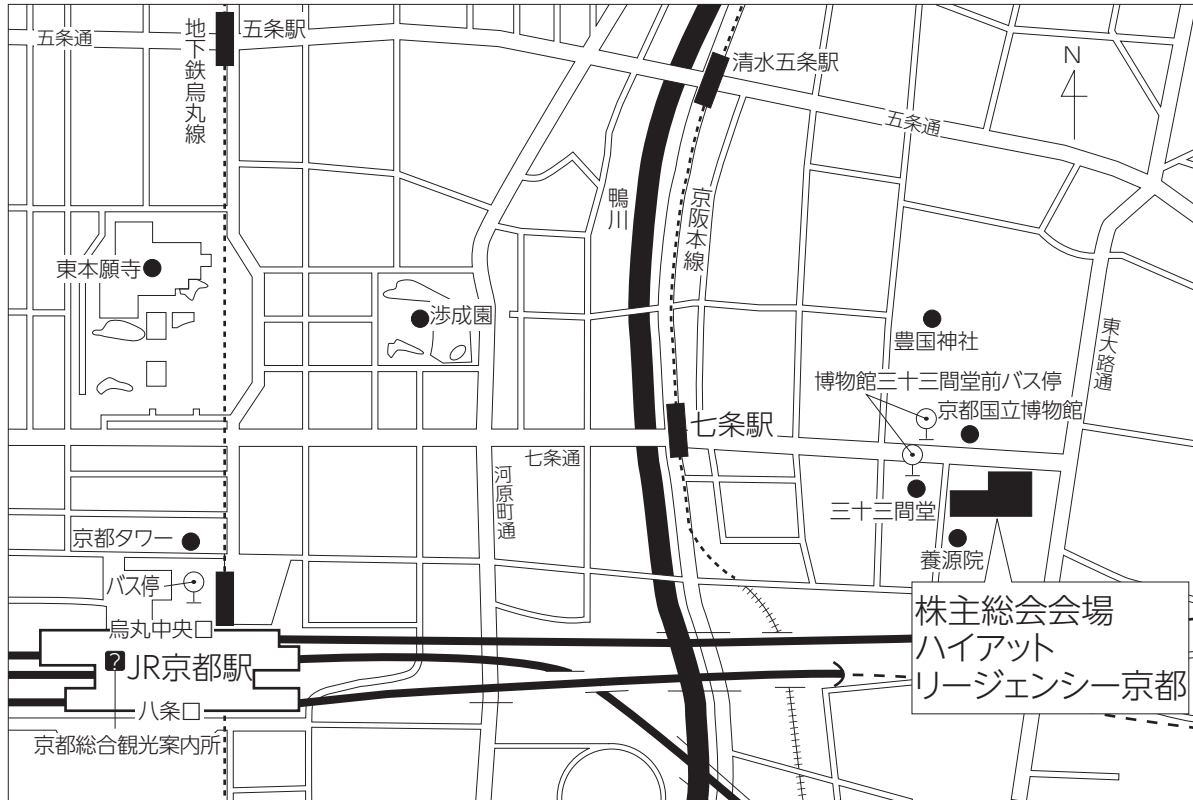 五条通
地下鉄烏丸線
五条駅
清水五条駅
N
五条通
鴨川
京阪本線
東本願寺
渉成園
豊国神社
東大路通
博物館三十三間堂前バス停
京都国立博物館
七条駅
七条通
河原町通
三十三間堂
京都タワー
養源院
バス停
烏丸中央口
?
JR京都駅
八条口
京都総合観光案内所
株主総会会場
ハイアット
リージェンシー京都